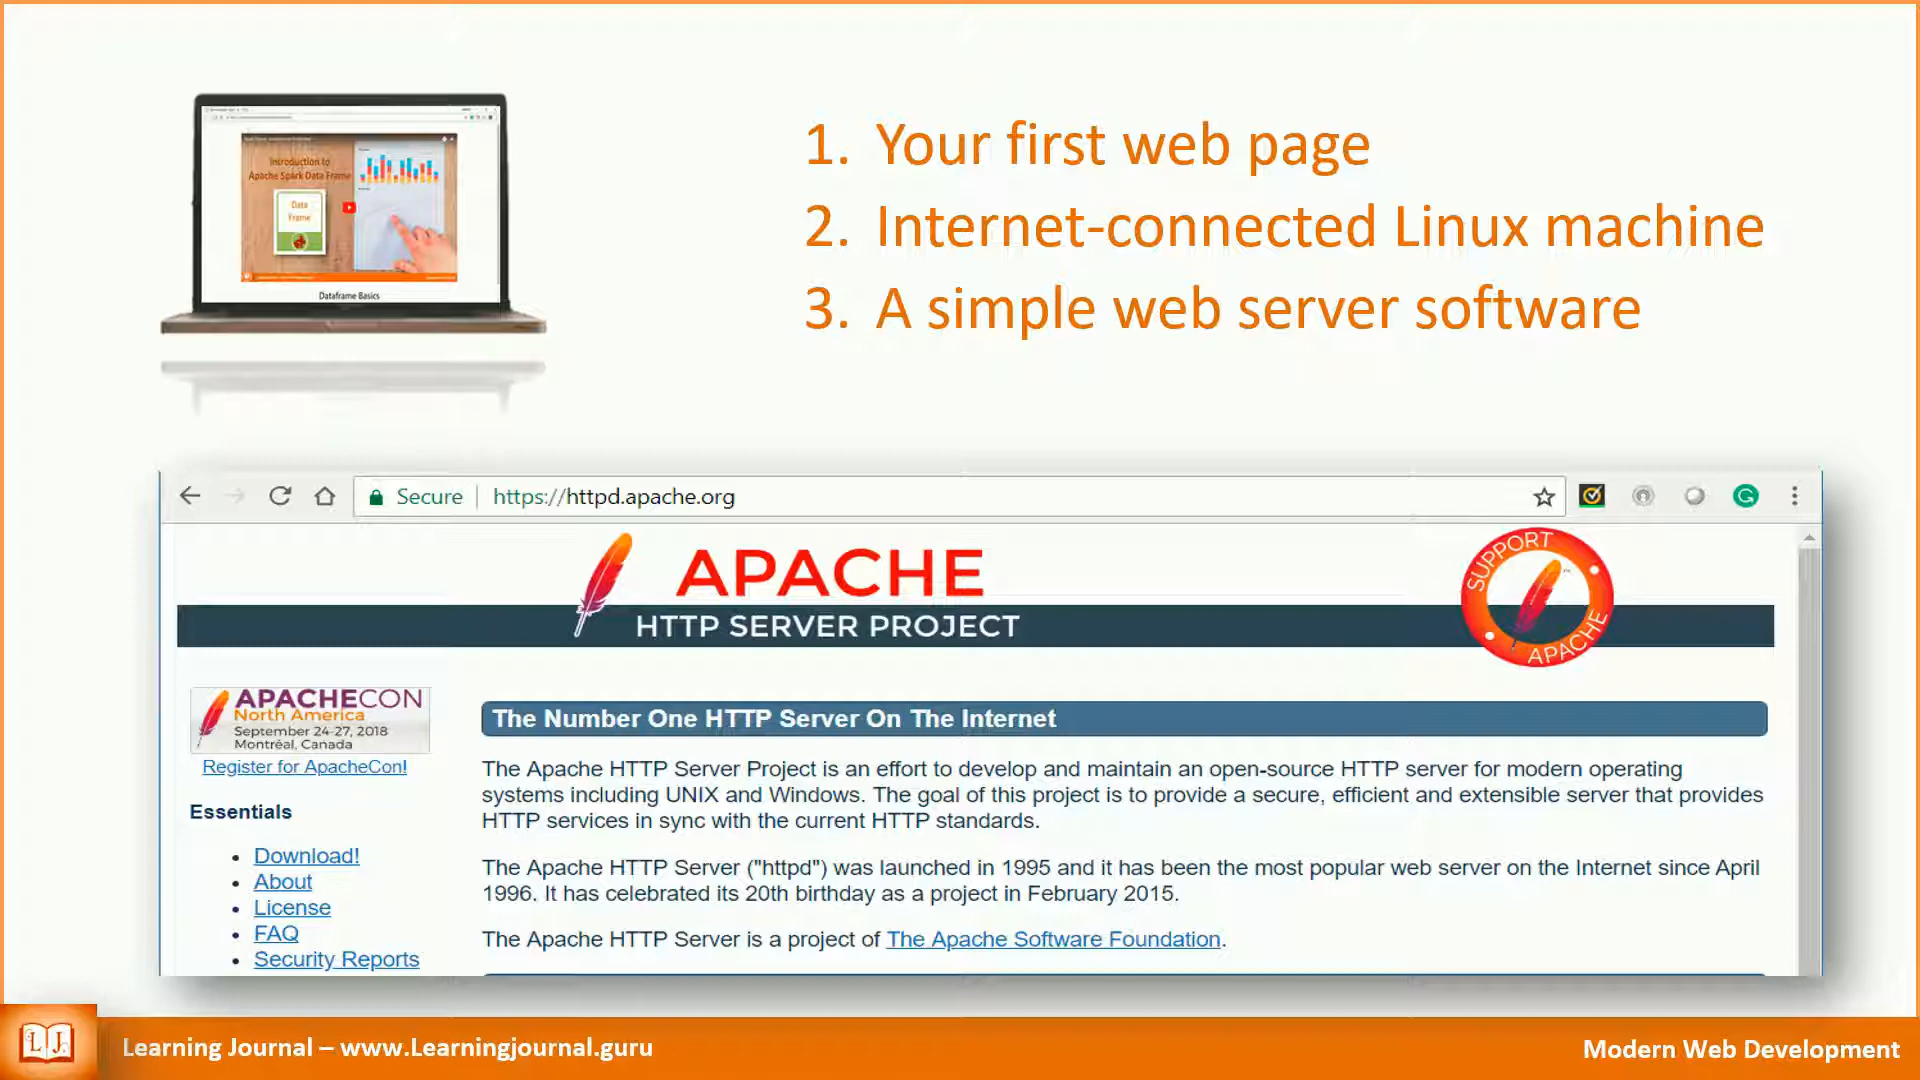 Introduction to
Apache Spark Data Frame
Data
Frame
Dataframe Basics
1. Your first web page
2. Internet-connected Linux machine
3. A simple web server software
Secure
https://httpd.apache.org
APACHE
HTTP SERVER PROJECT
SUPPORT
APACHE
APACHECON
North America
September 24-27, 2018
Montréal, Canada
Register for ApacheCon!
Essentials
• Download!
• About
• License
• FAQ
• Security Reports
The Number One HTTP Server On The Internet
The Apache HTTP Server Project is an effort to develop and maintain an open-source HTTP server for modern operating
systems including UNIX and Windows. The goal of this project is to provide a secure, efficient and extensible server that provides
HTTP services in sync with the current HTTP standards.
The Apache HTTP Server ("httpd") was launched in 1995 and it has been the most popular web server on the Internet since April
1996. It has celebrated its 20th birthday as a project in February 2015.
The Apache HTTP Server is a project of The Apache Software Foundation.
LJ
Learning Journal – www.Learningjournal.guru
Modern Web Development